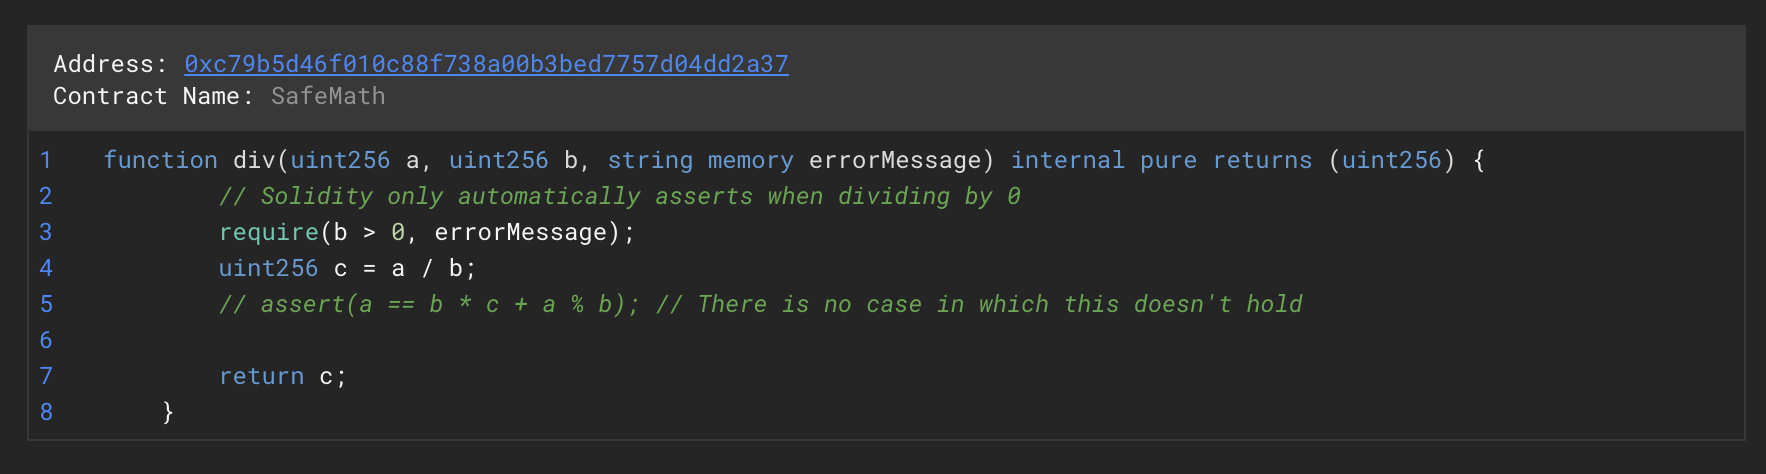 Address: 0xc79b5d46f010c88f738a00b3bed7757d04dd2a37
Contract Name: SafeMath
1 function div(uint256 a, uint256 b, string memory errorMessage) internal pure returns (uint256) {
2 // Solidity only automatically asserts when dividing by 0
3 require(b > 0, errorMessage);
4 uint256 c = a / b;
5 // assert(a == b * c + a % b); // There is no case in which this doesn't hold
6
7 return c;
8 }